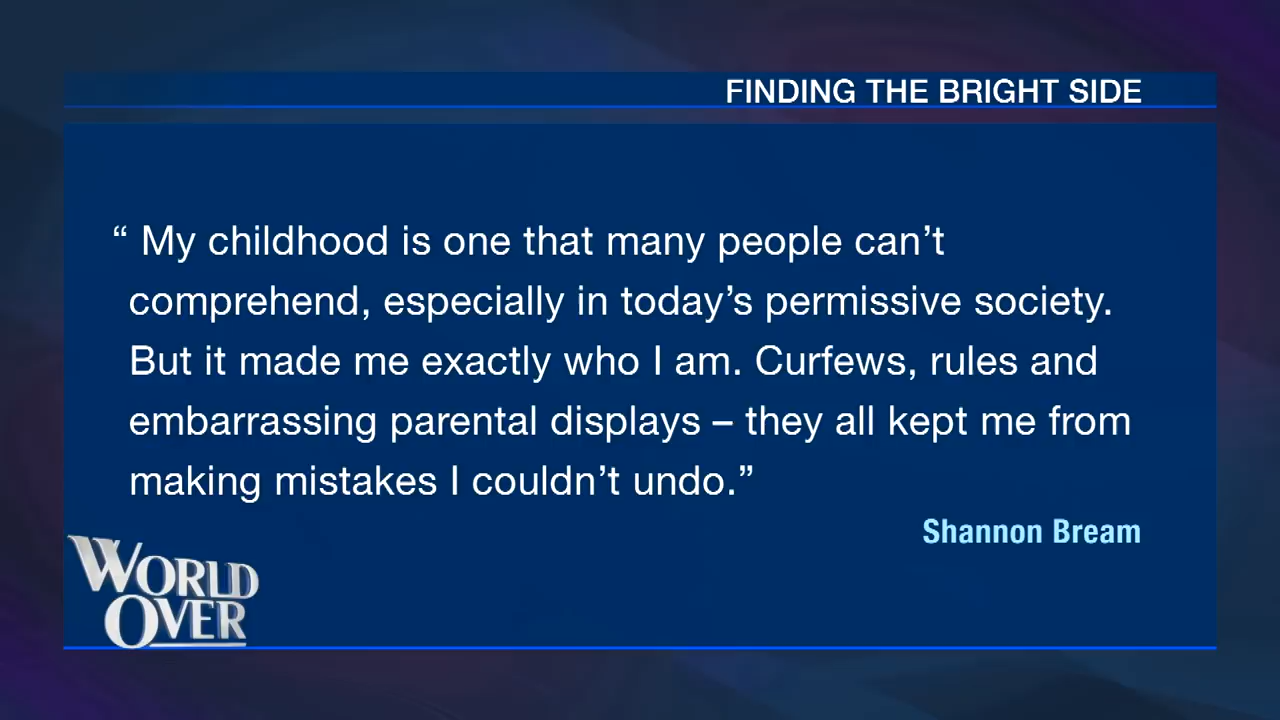 FINDING THE BRIGHT SIDE
“ My childhood is one that many people can’t
comprehend, especially in today’s permissive society.
But it made me exactly who I am. Curfews, rules and
embarrassing parental displays – they all kept me from
making mistakes I couldn’t undo.”
Shannon Bream
WORLD
OVER